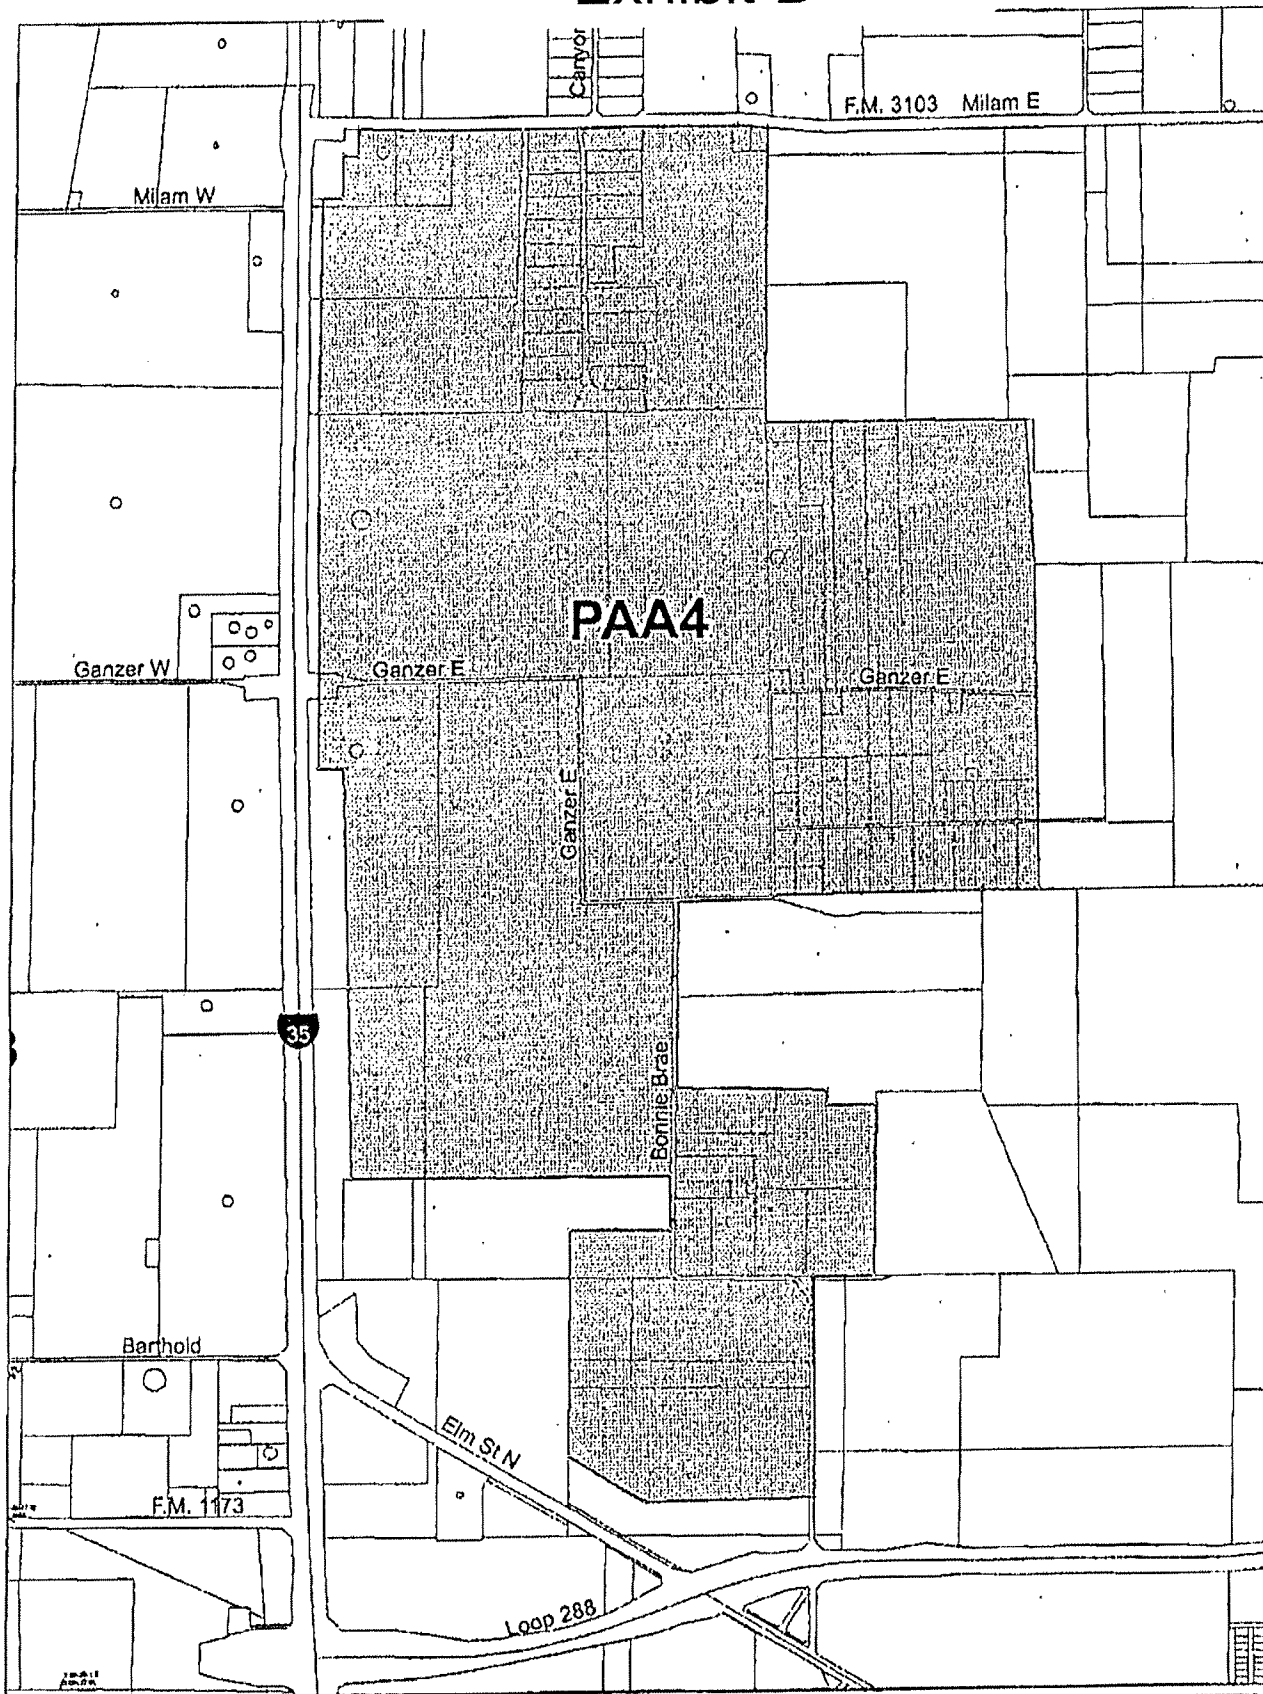 Canyon
F.M. 3103 Milam E
Milam W
PAA4
Ganzer W
Ganzer E
Ganzer E
Ganzer E
35
Bonnie Brae
Barthold
Elm St N
F.M. 1173
Loop 288